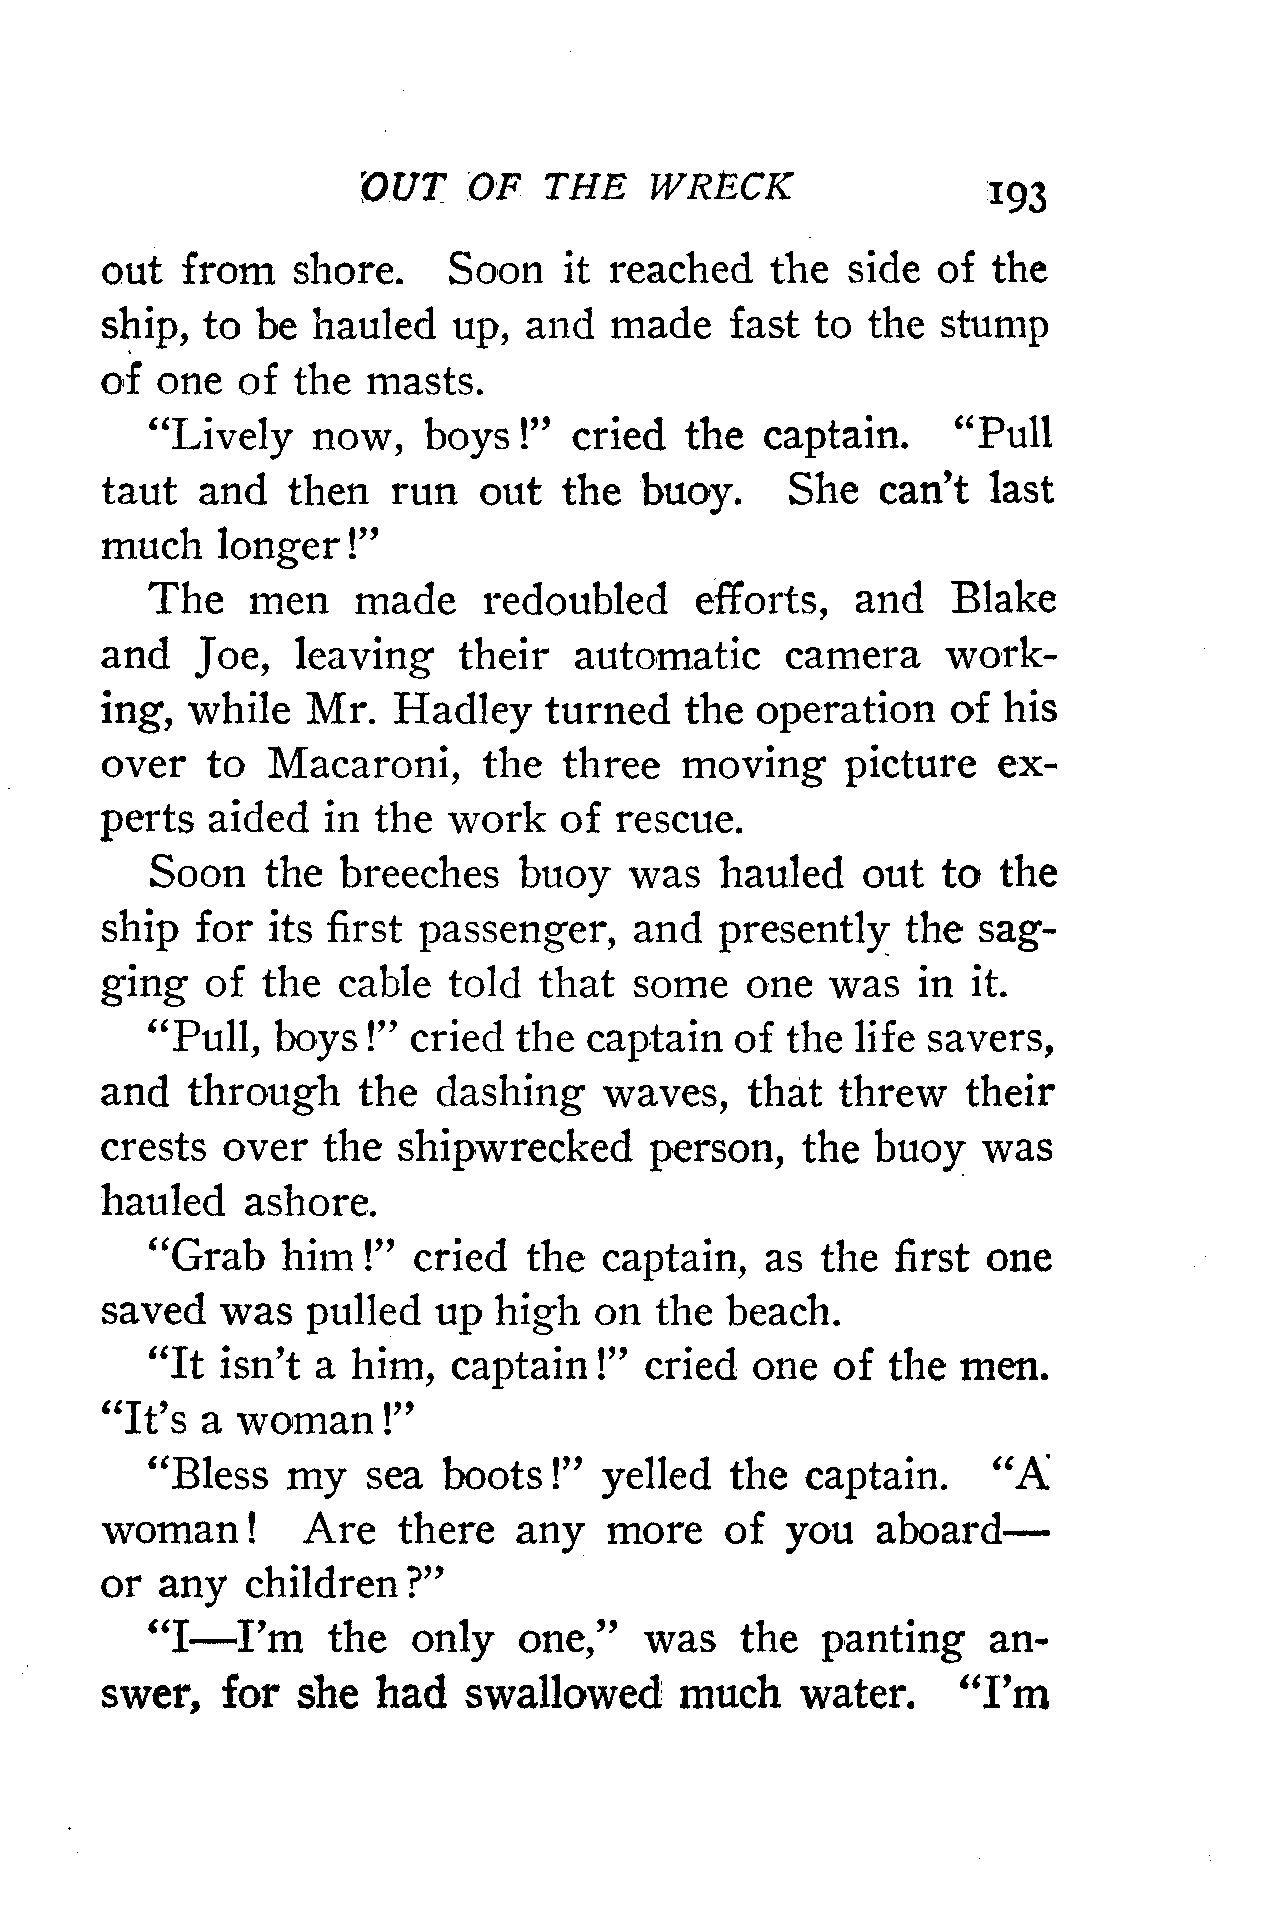 OUT OF THE WRECK 193
out from shore. Soon it reached the side of the
ship, to be hauled up, and made fast to the stump
of one of the masts.
"Lively now, boys!" cried the captain. "Pull
taut and then run out the buoy. She can't last
much longer!"
The men made redoubled efforts, and Blake
and Joe, leaving their automatic camera work-
ing, while Mr. Hadley turned the operation of his
over to Macaroni, the three moving picture ex-
perts aided in the work of rescue.
Soon the breeches buoy was hauled out to the
ship for its first passenger, and presently the sag-
ging of the cable told that some one was in it.
"Pull, boys!" cried the captain of the life savers,
and through the dashing waves, that threw their
crests over the shipwrecked person, the buoy was
hauled ashore.
"Grab him!" cried the captain, as the first one
saved was pulled up high on the beach.
"It isn't a him, captain!" cried one of the men.
"It's a woman!"
"Bless my sea boots!" yelled the captain. "A
woman! Are there any more of you aboard—
or any children?"
"I—I'm the only one," was the panting an-
swer, for she had swallowed much water. "I'm